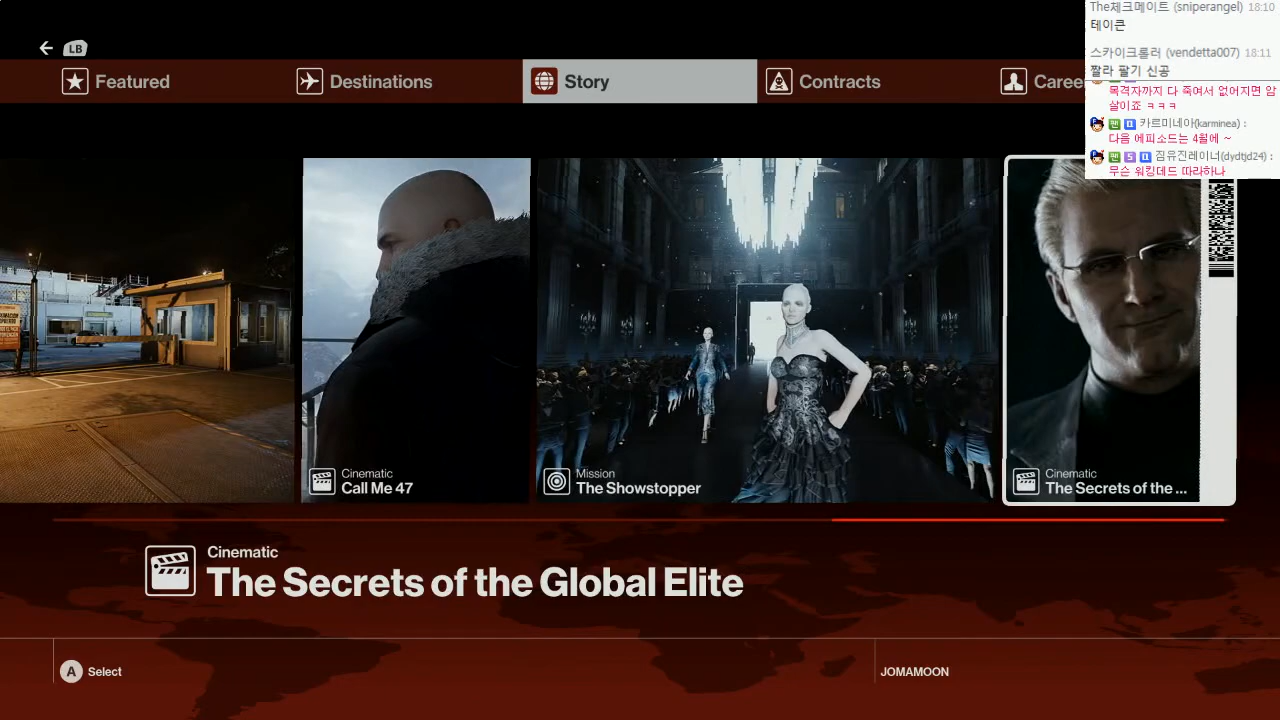 The체크메이트 (sniperangel) 18:10
테이큰
스카이크롤러 (vendetta007) 18:11
짤라 팔기 신공
목격자까지 다 죽여서 없어지면 암
살이죠 ㅋㅋㅋ
카르미네아(karminea) :
다음 에피소드는 4월에 ~
짐유진레이너(dydtjd24) :
무슨 워킹데드 따라하나
LB
Featured
Destinations
Story
Contracts
Caree
Cinematic
Call Me 47
Mission
The Showstopper
Cinematic
The Secrets of the ...
Cinematic
The Secrets of the Global Elite
A Select
JOMAMOON